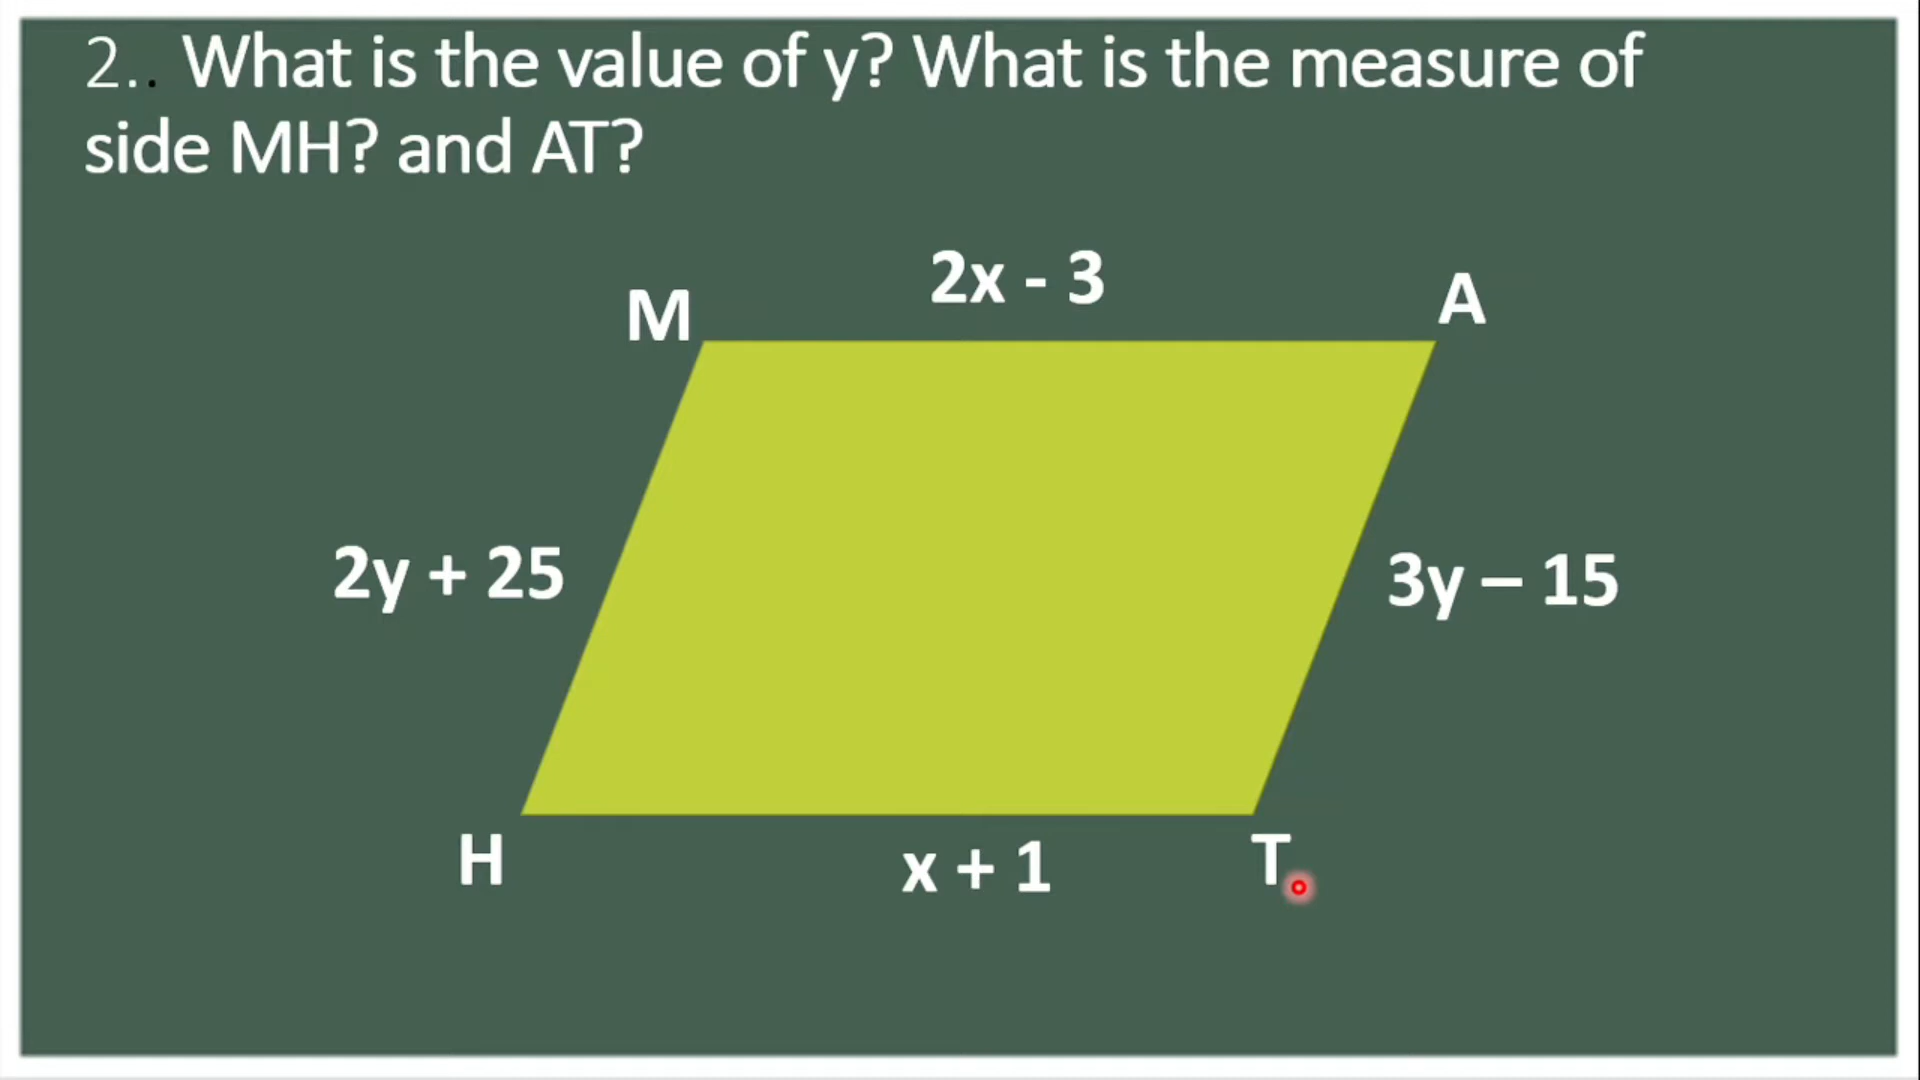 2.. What is the value of y? What is the measure of
side MH? and AT?
2x - 3
M
A
2y + 25
3y – 15
H
x + 1
T